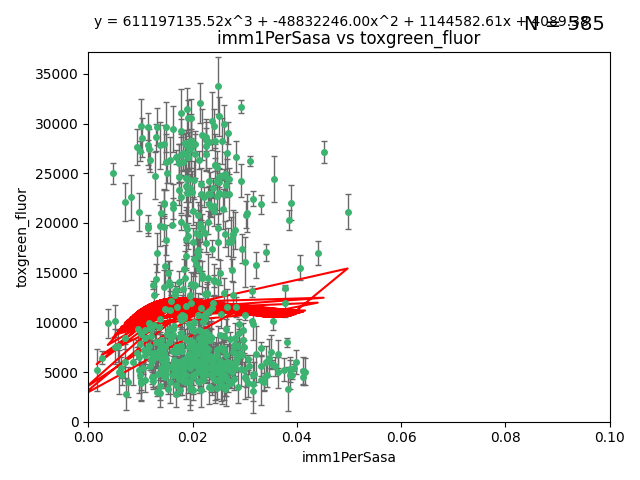 y = 611197135.52x^3 + -48832246.00x^2 + 1144582.61x + 4089.38
N = 385
imm1PerSasa vs toxgreen_fluor
35000
30000
25000
20000
15000
10000
5000
0
toxgreen_fluor
0.00 0.02 0.04 0.06 0.08 0.10
imm1PerSasa